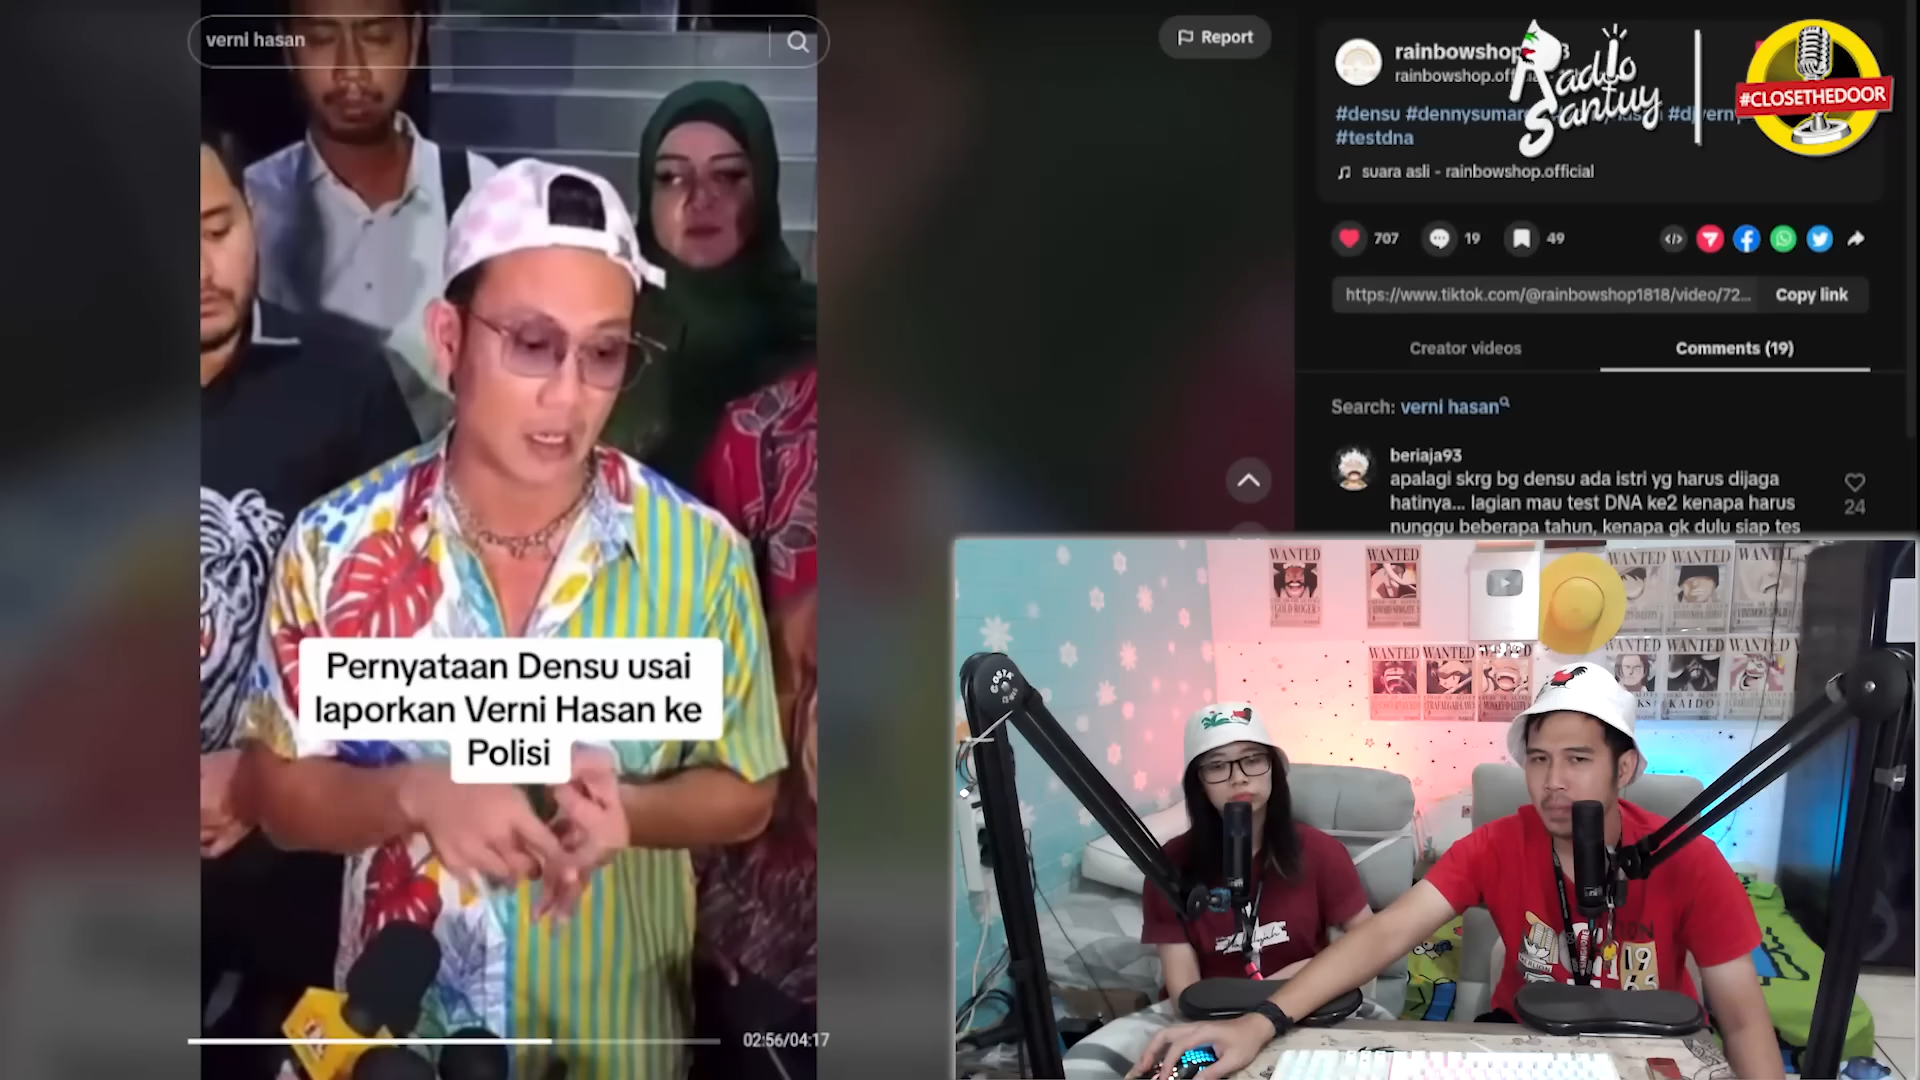 verni hasan
Report
rainbowshop
rainbowshop.of
#densu #dennysumar
#testdna
suara asli - rainbowshop.official
Radio
Santuy
#CLOSETHEDOOR
707
19
49
https://www.tiktok.com/@rainbowshop1818/video/72...
Copy link
Creator videos
Comments (19)
Search: verni hasan
beriaja93
apalagi skrg bg densu ada istri yg harus dijaga
hatinya... lagian mau test DNA ke2 kenapa harus
nunggu beberapa tahun, kenapa gk dulu siap tes
24
Pernyataan Densu usai
laporkan Verni Hasan ke
Polisi
02:56/04:17
WANTED
WANTED
GOLD ROGER
WANTED
WANTED
WANTED
WANTED
WANTED
WANTED
WANTED
KAIDO